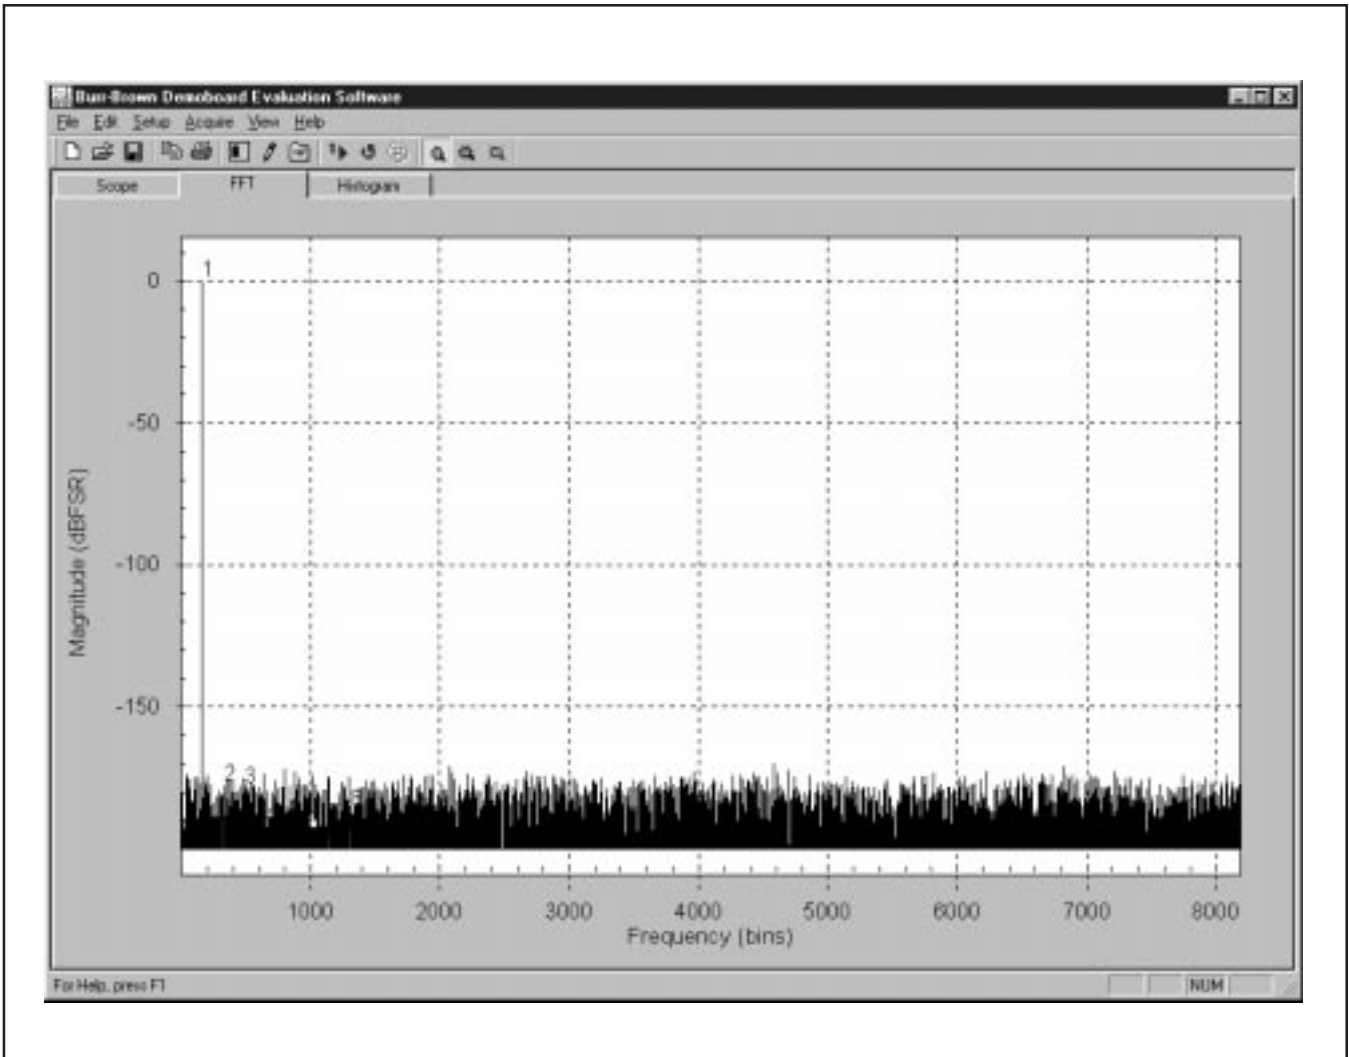 Burr-Brown Demoboard Evaluation Software
File Edit Setup Acquire View Help
Scope FFT Histogram
1
0
-50
-100
-150
Magnitude (dBFSR)
2 3
1000 2000 3000 4000 5000 6000 7000 8000
Frequency (bins)
For Help, press F1
NUM